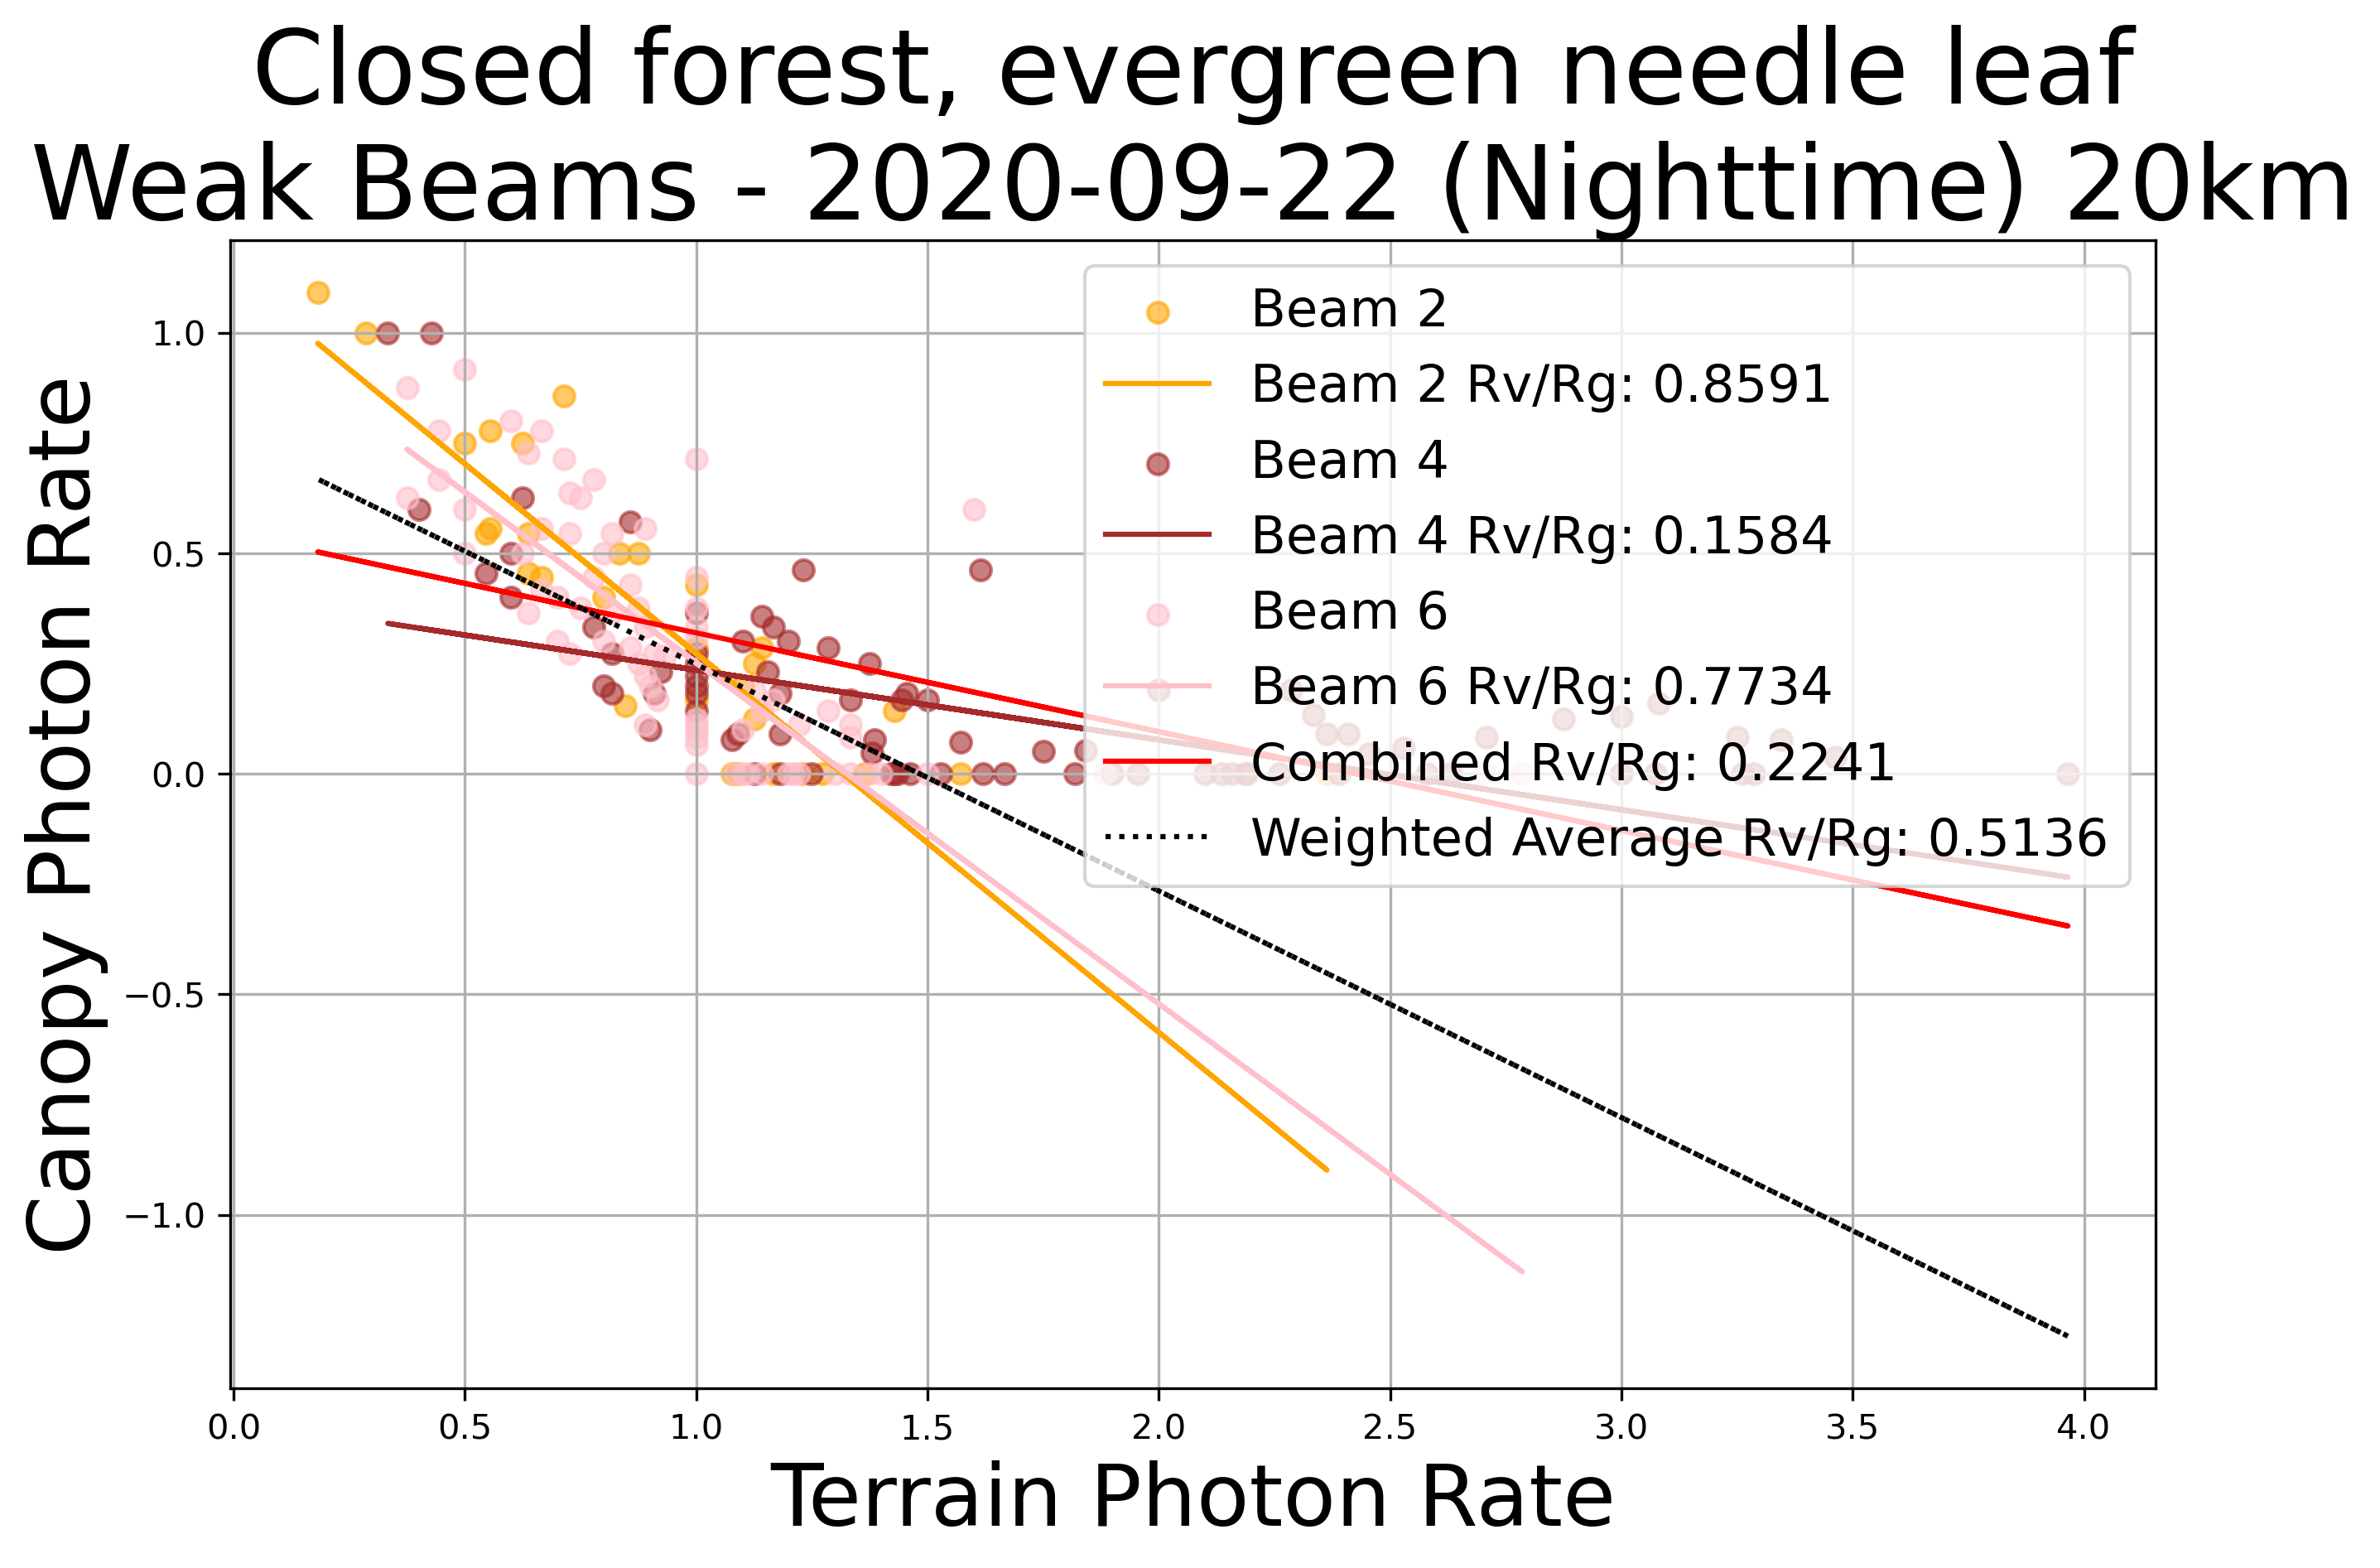 Closed forest, evergreen needle leaf
Weak Beams - 2020-09-22 (Nighttime) 20km
Canopy Photon Rate
1.0
0.5
0.0
−0.5
−1.0
Beam 2
Beam 2 Rv/Rg: 0.8591
Beam 4
Beam 4 Rv/Rg: 0.1584
Beam 6
Beam 6 Rv/Rg: 0.7734
Combined Rv/Rg: 0.2241
Weighted Average Rv/Rg: 0.5136
0.0 0.5 1.0 1.5 2.0 2.5 3.0 3.5 4.0
Terrain Photon Rate